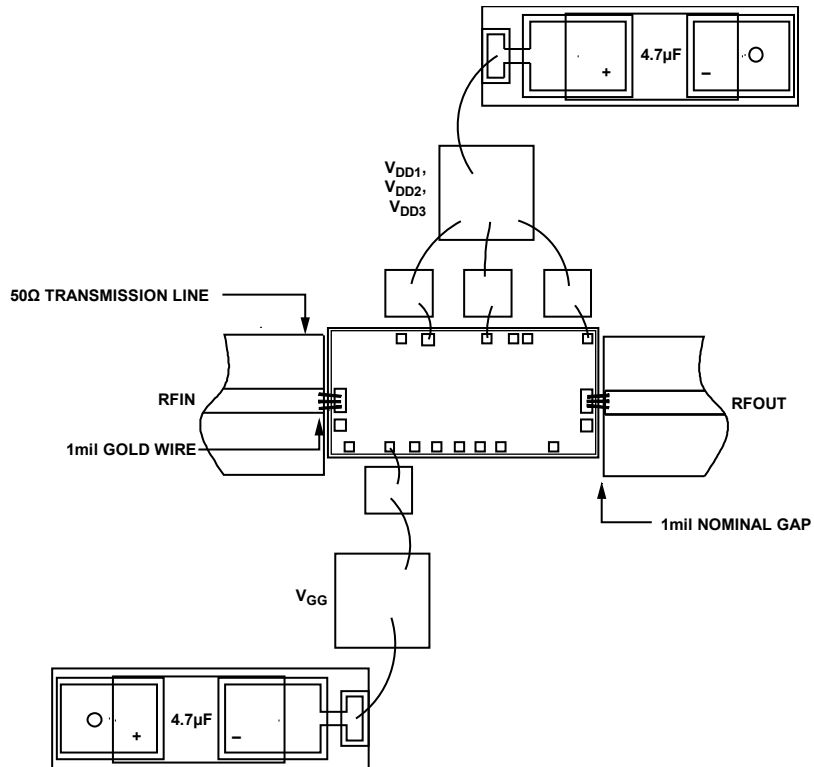 + 4.7µF −
VDD1,
VDD2,
VDD3
50Ω TRANSMISSION LINE
RFIN
RFOUT
1mil GOLD WIRE
1mil NOMINAL GAP
VGG
+ 4.7µF −